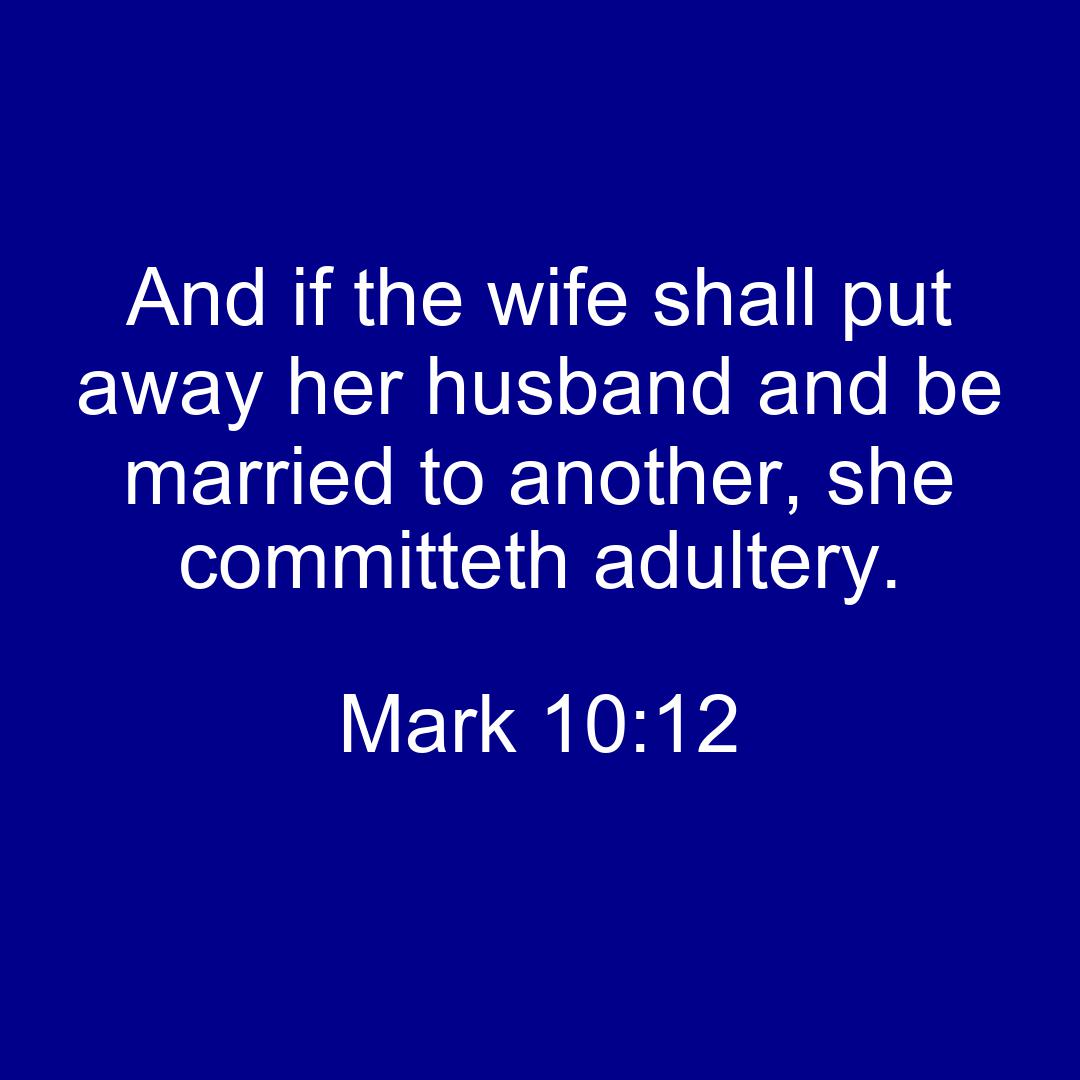 And if the wife shall put
away her husband and be
married to another, she
committeth adultery.
Mark 10:12